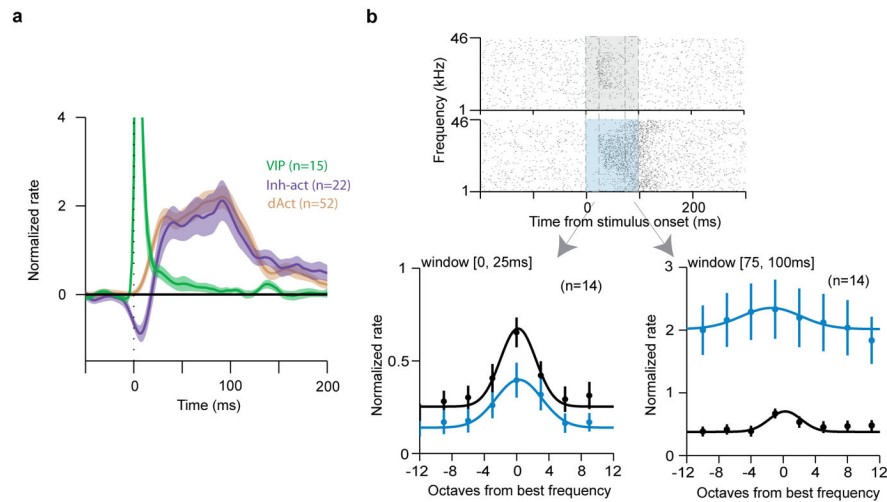 a
b
4
2
0
Normalized rate
VIP (n=15)
Inh-act (n=22)
dAct (n=52)
0
100
200
Time (ms)
46
1
46
1
Frequency (kHz)
0
200
Time from stimulus onset (ms)
window [0, 25ms]
(n=14)
1
0.5
0
Normalized rate
-12 -8 -4 0 4 8 12
Octaves from best frequency
window [75, 100ms]
(n=14)
3
2
1
0
Normalized rate
-12 -8 -4 0 4 8 12
Octaves from best frequency